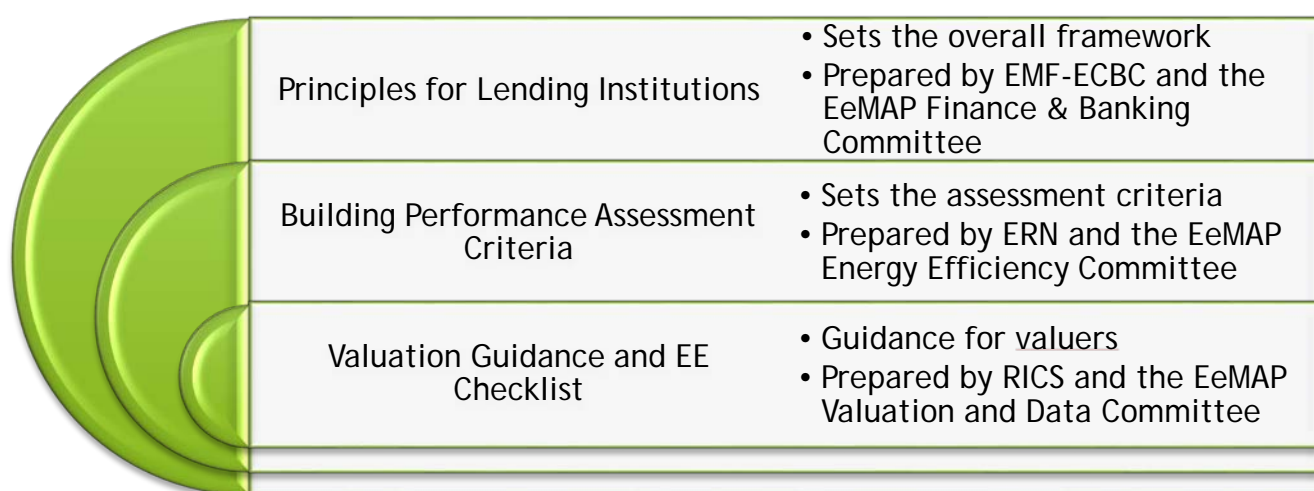 Principles for Lending Institutions
• Sets the overall framework
• Prepared by EMF-ECBC and the
EeMAP Finance & Banking
Committee
Building Performance Assessment
Criteria
• Sets the assessment criteria
• Prepared by ERN and the EeMAP
Energy Efficiency Committee
Valuation Guidance and EE
Checklist
• Guidance for valuers
• Prepared by RICS and the EeMAP
Valuation and Data Committee